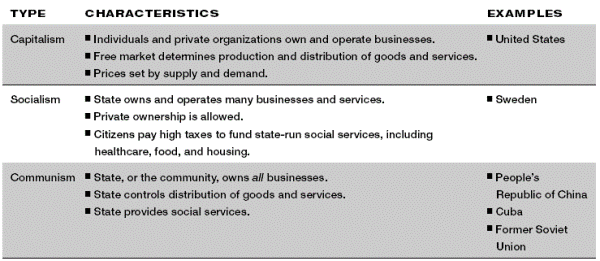 TYPE CHARACTERISTICS EXAMPLES
Capitalism ■ Individuals and private organizations own and operate businesses. ■ United States
■ Free market determines production and distribution of goods and services.
■ Prices set by supply and demand.
Socialism ■ State owns and operates many businesses and services. ■ Sweden
■ Private ownership is allowed.
■ Citizens pay high taxes to fund state-run social services, including
healthcare, food, and housing.
Communism ■ State, or the community, owns all businesses. ■ People's
■ State controls distribution of goods and services. Republic of China
■ State provides social services. ■ Cuba
■ Former Soviet
Union